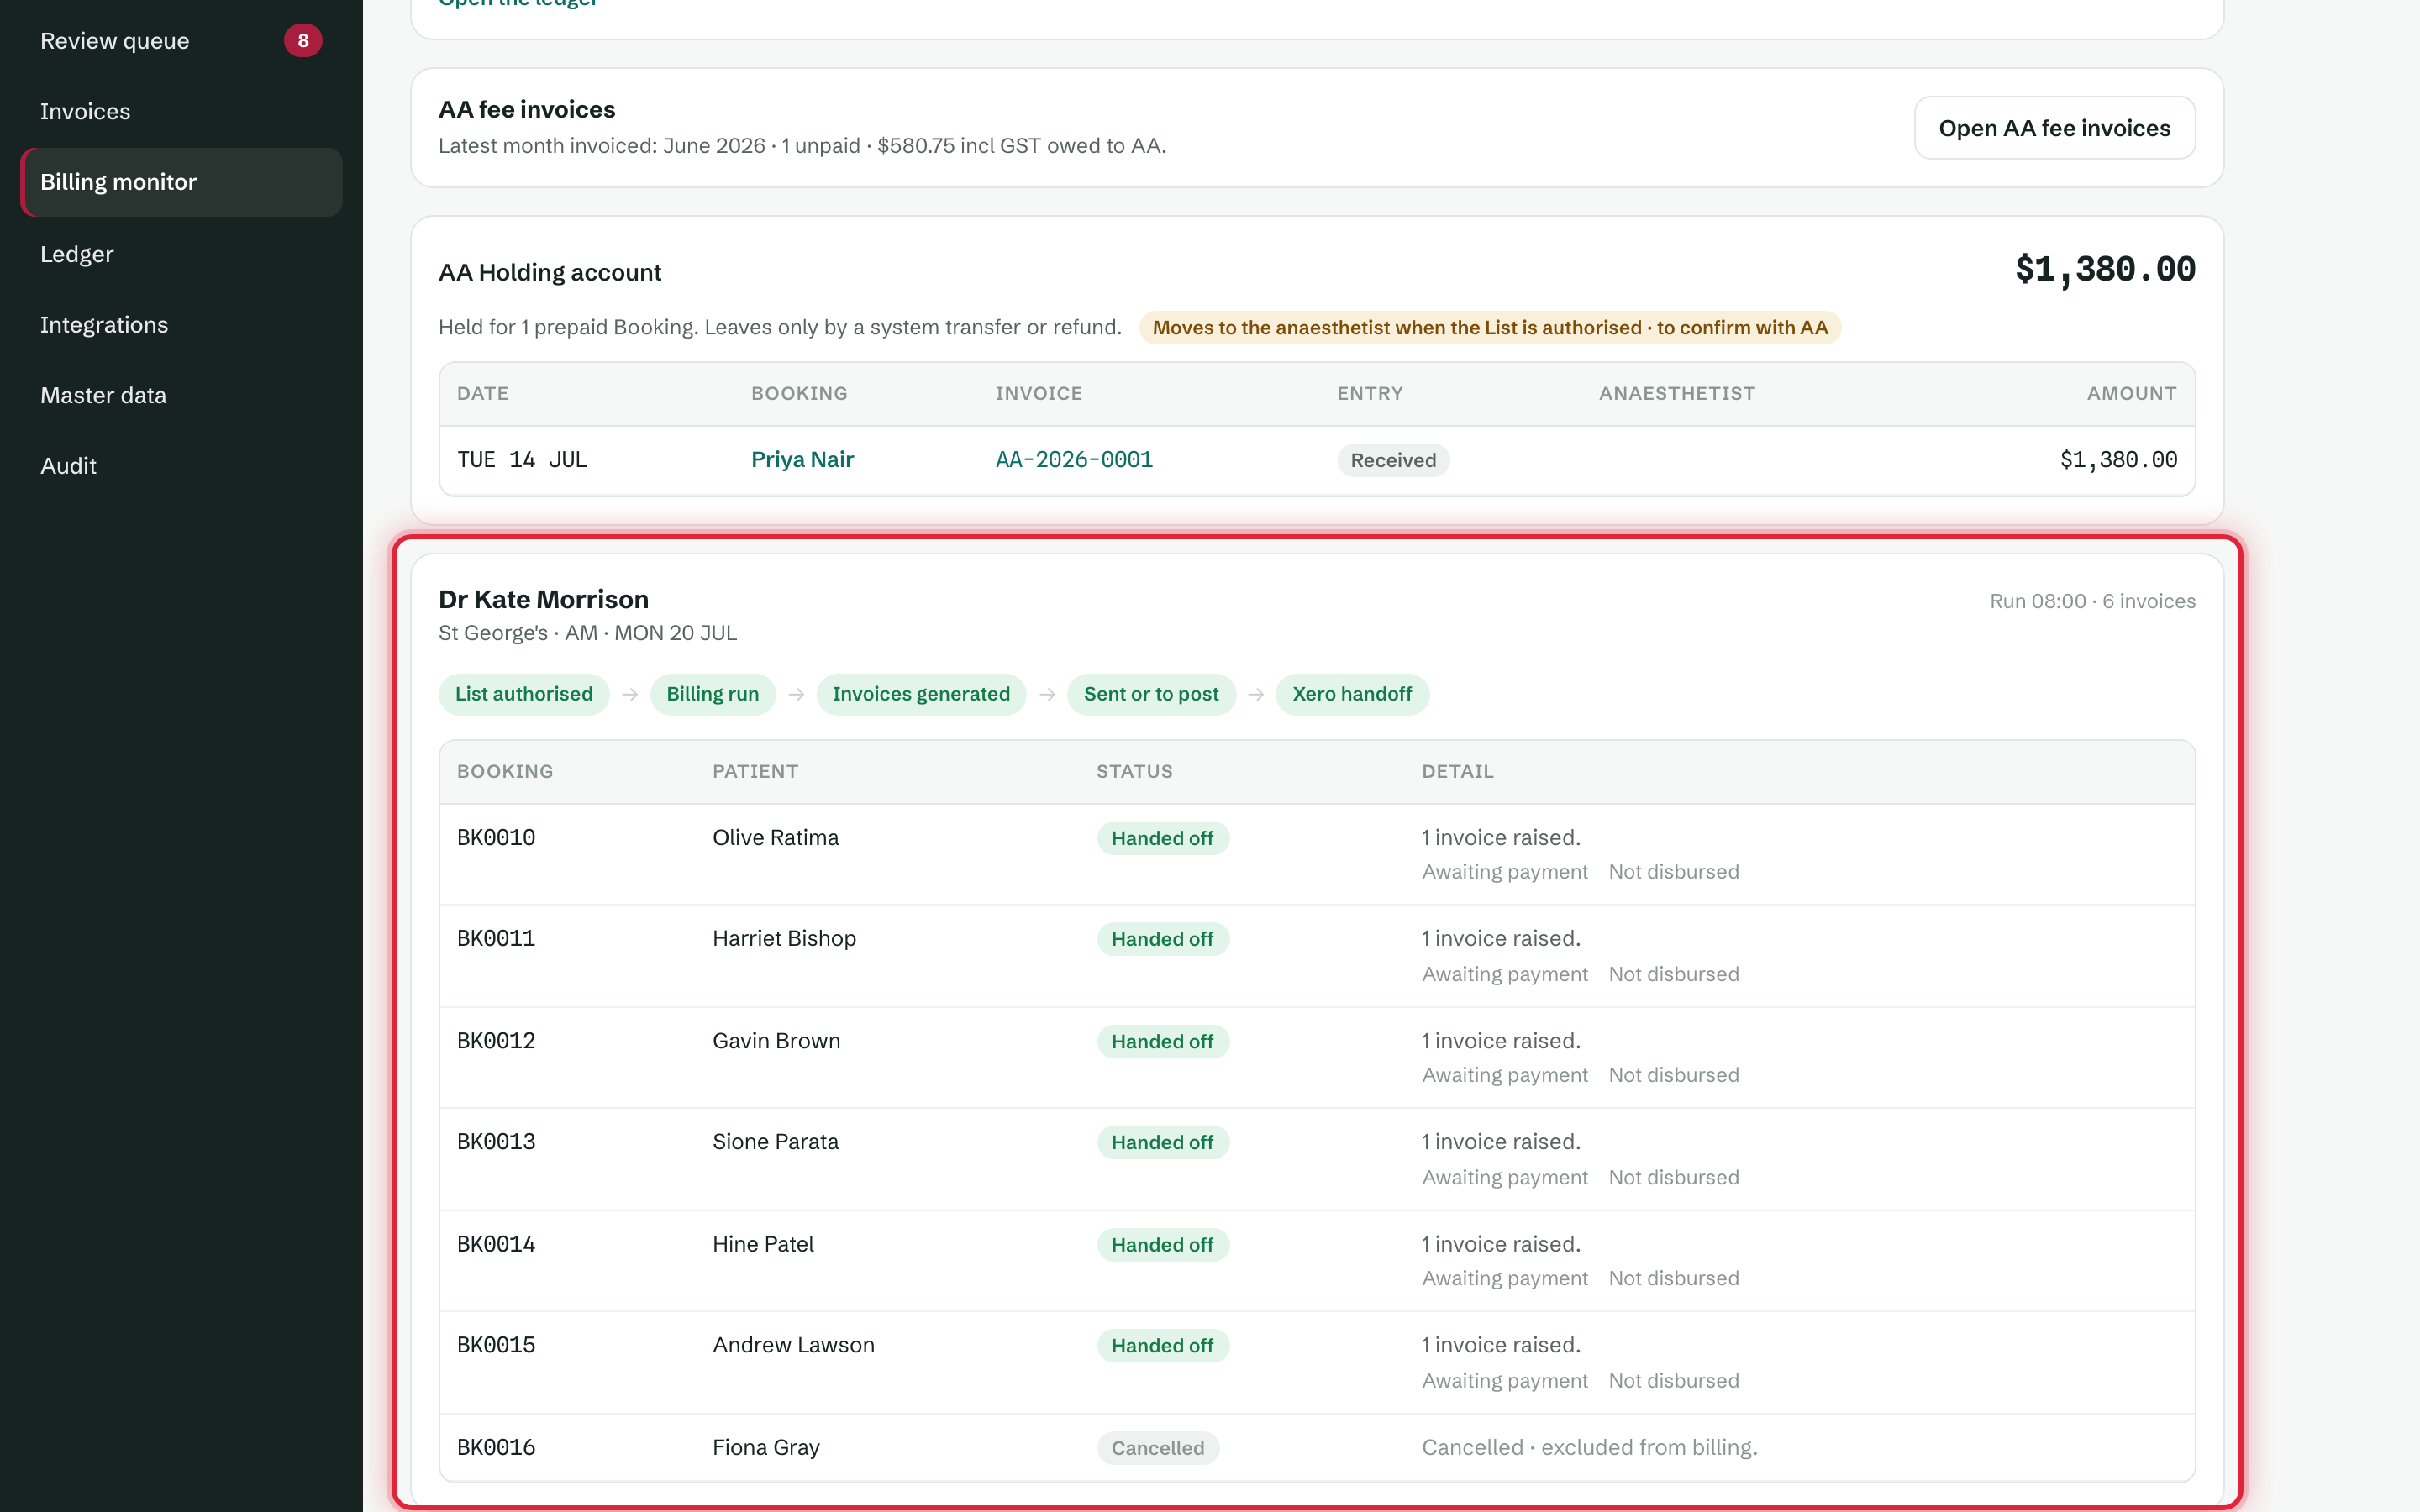 Open the ledger
Review queue 8
Invoices
Billing monitor
Ledger
Integrations
Master data
Audit
AA fee invoices
Latest month invoiced: June 2026 · 1 unpaid · $580.75 incl GST owed to AA.
Open AA fee invoices
AA Holding account
$1,380.00
Held for 1 prepaid Booking. Leaves only by a system transfer or refund. Moves to the anaesthetist when the List is authorised · to confirm with AA
DATE BOOKING INVOICE ENTRY ANAESTHETIST AMOUNT
TUE 14 JUL Priya Nair AA-2026-0001 Received $1,380.00
Dr Kate Morrison
Run 08:00 · 6 invoices
St George's · AM · MON 20 JUL
List authorised → Billing run → Invoices generated → Sent or to post → Xero handoff
BOOKING PATIENT STATUS DETAIL
BK0010 Olive Ratima Handed off 1 invoice raised.
Awaiting payment Not disbursed
BK0011 Harriet Bishop Handed off 1 invoice raised.
Awaiting payment Not disbursed
BK0012 Gavin Brown Handed off 1 invoice raised.
Awaiting payment Not disbursed
BK0013 Sione Parata Handed off 1 invoice raised.
Awaiting payment Not disbursed
BK0014 Hine Patel Handed off 1 invoice raised.
Awaiting payment Not disbursed
BK0015 Andrew Lawson Handed off 1 invoice raised.
Awaiting payment Not disbursed
BK0016 Fiona Gray Cancelled Cancelled · excluded from billing.